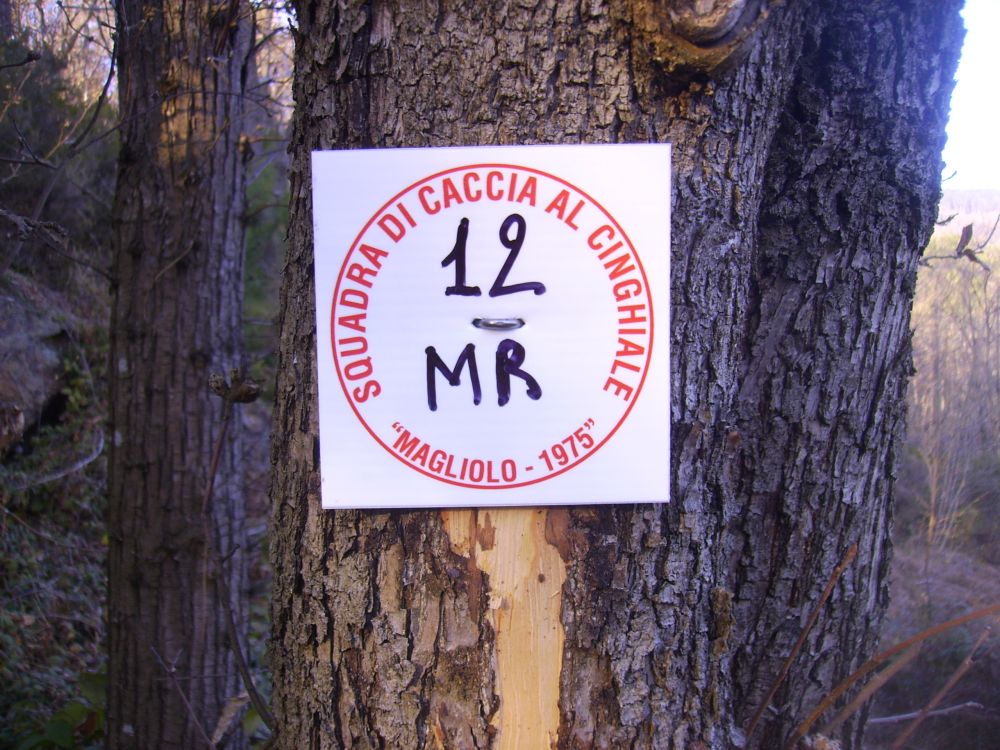 SQUADRA DI CACCIA AL CINGHIALE
12
MR
"MAGLIOLO - 1975"